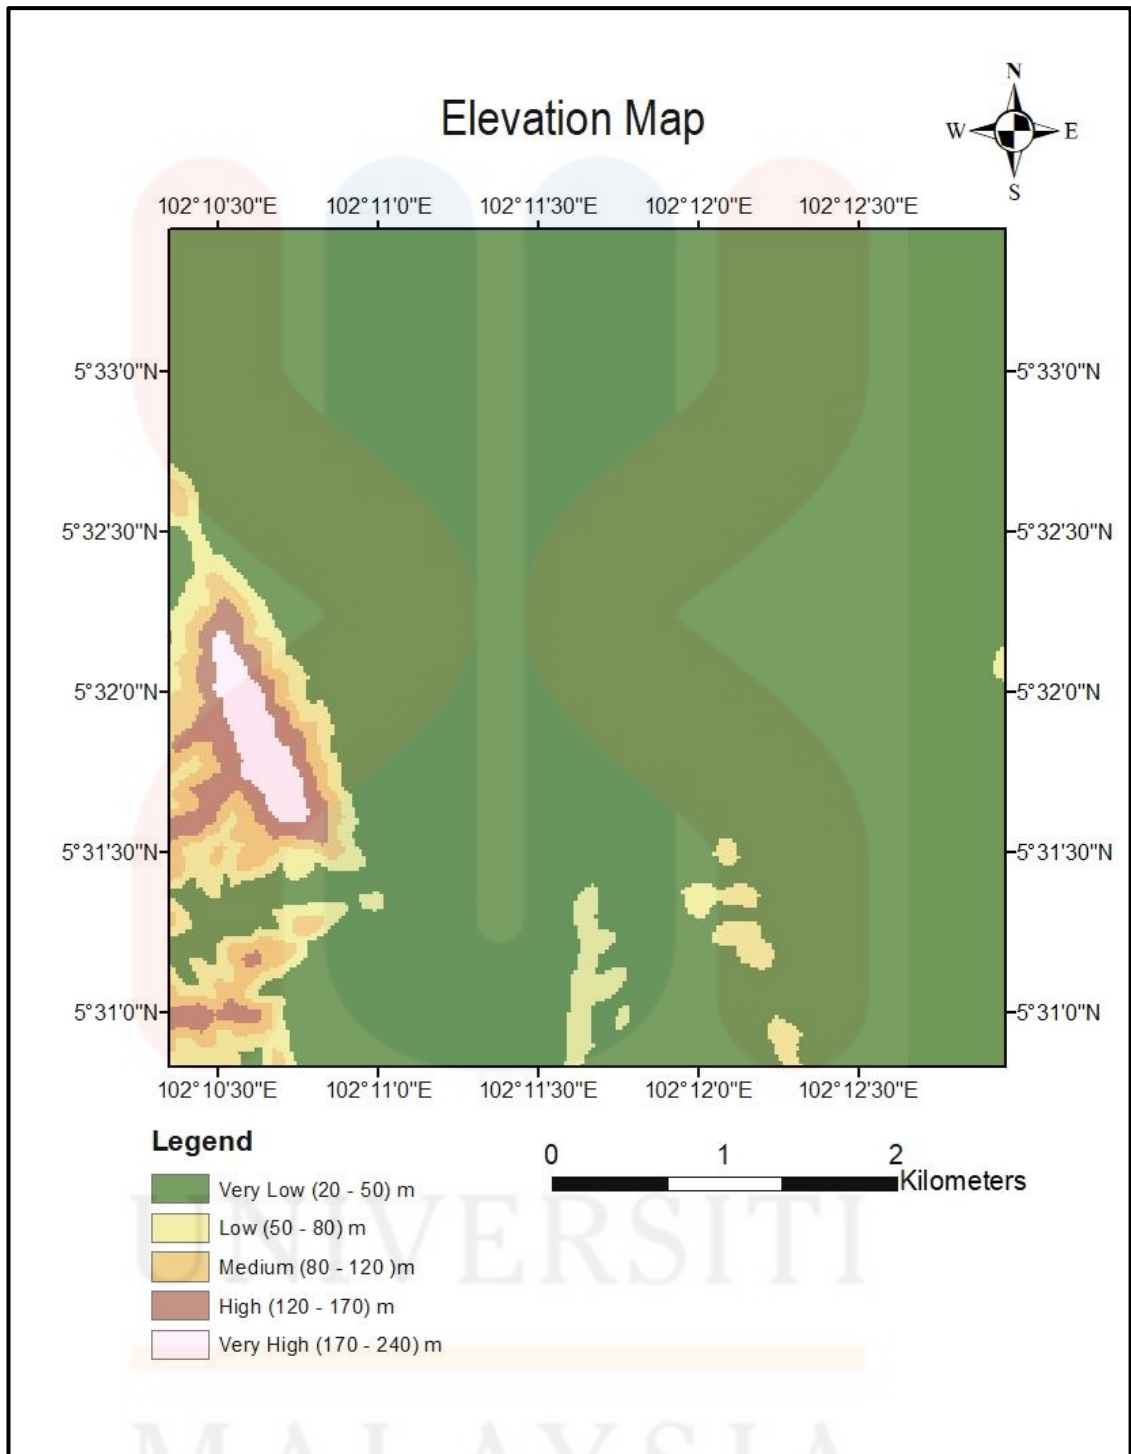 N
Elevation Map
W E
S
102°10'30"E 102°11'0"E 102°11'30"E 102°12'0"E 102°12'30"E
5°33'0"N 5°33'0"N
5°32'30"N 5°32'30"N
5°32'0"N 5°32'0"N
5°31'30"N 5°31'30"N
5°31'0"N 5°31'0"N
102°10'30"E 102°11'0"E 102°11'30"E 102°12'0"E 102°12'30"E
Legend
0 1 2
Kilometers
Very Low (20 - 50) m
Low (50 - 80) m
Medium (80 - 120 )m
High (120 - 170) m
Very High (170 - 240) m
UNIVERSITI
MALAYSIA